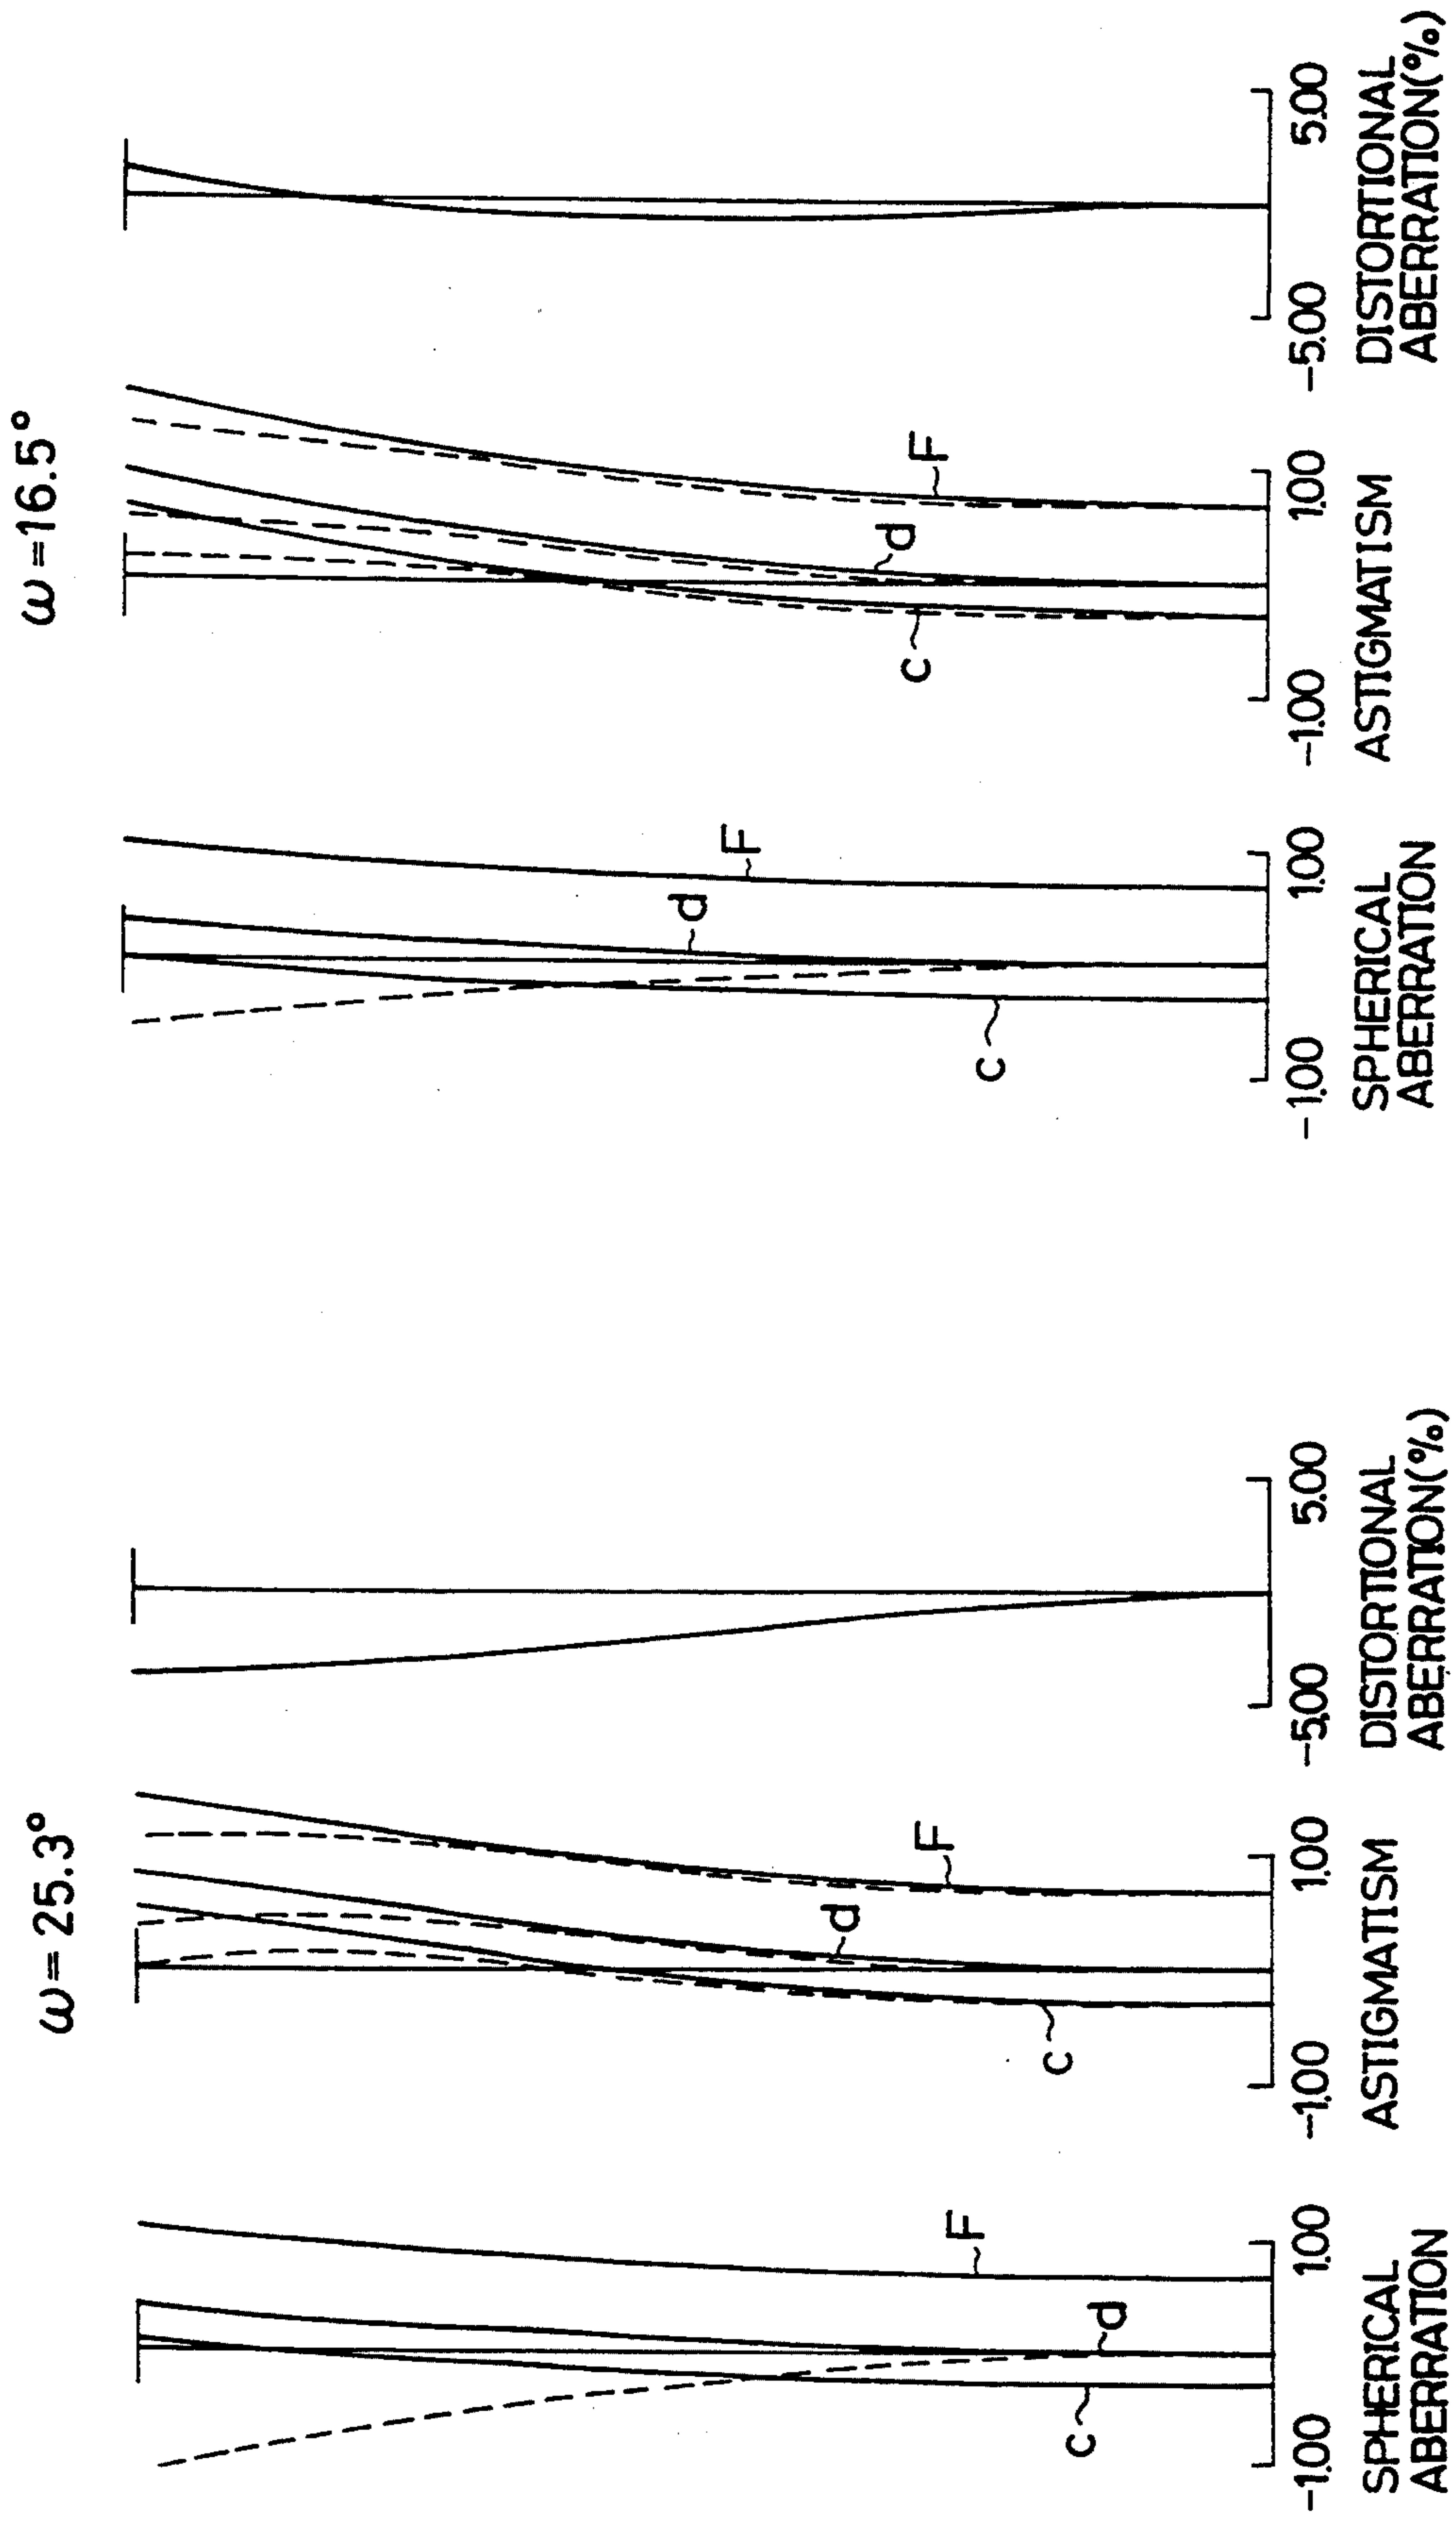 ω=25.3°
F
d
c
-1.00
1.00
SPHERICAL
ABERRATION
F
d
c
-1.00
1.00
ASTIGMATISM
-5.00
5.00
DISTORTIONAL
ABERRATION(%)
ω=16.5°
F
d
c
-1.00
1.00
SPHERICAL
ABERRATION
F
d
c
-1.00
1.00
ASTIGMATISM
-5.00
5.00
DISTORTIONAL
ABERRATION(%)